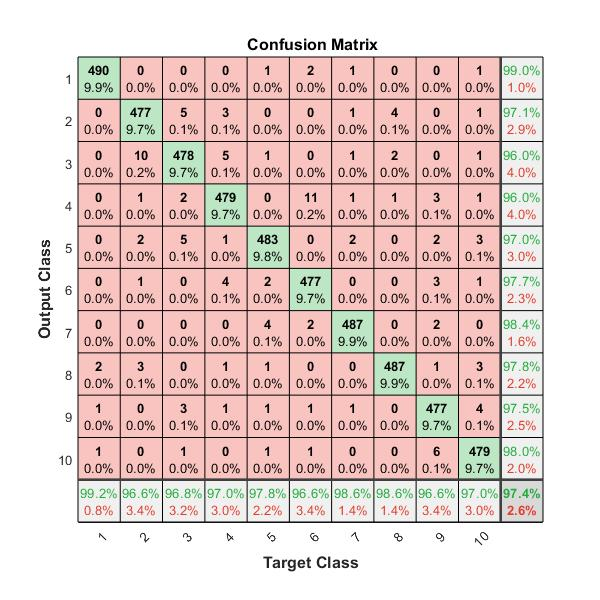 Confusion Matrix
490 0 0 0 1 2 1 0 0 1 99.0%
1
9.9% 0.0% 0.0% 0.0% 0.0% 0.0% 0.0% 0.0% 0.0% 0.0% 1.0%
0 477 5 3 0 0 1 4 0 1 97.1%
2
0.0% 9.7% 0.1% 0.1% 0.0% 0.0% 0.0% 0.1% 0.0% 0.0% 2.9%
0 10 478 5 1 0 1 2 0 1 96.0%
3
0.0% 0.2% 9.7% 0.1% 0.0% 0.0% 0.0% 0.0% 0.0% 0.0% 4.0%
0 1 2 479 0 11 1 1 3 1 96.0%
4
0.0% 0.0% 0.0% 9.7% 0.0% 0.2% 0.0% 0.0% 0.1% 0.0% 4.0%
0 2 5 1 483 0 2 0 2 3 97.0%
5
0.0% 0.0% 0.1% 0.0% 9.8% 0.0% 0.0% 0.0% 0.0% 0.1% 3.0%
0 1 0 4 2 477 0 0 3 1 97.7%
6
0.0% 0.0% 0.0% 0.1% 0.0% 9.7% 0.0% 0.0% 0.1% 0.0% 2.3%
0 0 0 0 4 2 487 0 2 0 98.4%
7
0.0% 0.0% 0.0% 0.0% 0.1% 0.0% 9.9% 0.0% 0.0% 0.0% 1.6%
2 3 0 1 1 0 0 487 1 3 97.8%
8
0.0% 0.1% 0.0% 0.0% 0.0% 0.0% 0.0% 9.9% 0.0% 0.1% 2.2%
1 0 3 1 1 1 1 0 477 4 97.5%
9
0.0% 0.0% 0.1% 0.0% 0.0% 0.0% 0.0% 0.0% 9.7% 0.1% 2.5%
1 0 1 0 1 1 0 0 6 479 98.0%
10
0.0% 0.0% 0.0% 0.0% 0.0% 0.0% 0.0% 0.0% 0.1% 9.7% 2.0%
99.2% 96.6% 96.8% 97.0% 97.8% 96.6% 98.6% 98.6% 96.6% 97.0% 97.4%
0.8% 3.4% 3.2% 3.0% 2.2% 3.4% 1.4% 1.4% 3.4% 3.0% 2.6%
1 2 3 4 5 6 7 8 9 10
Target Class
Output Class